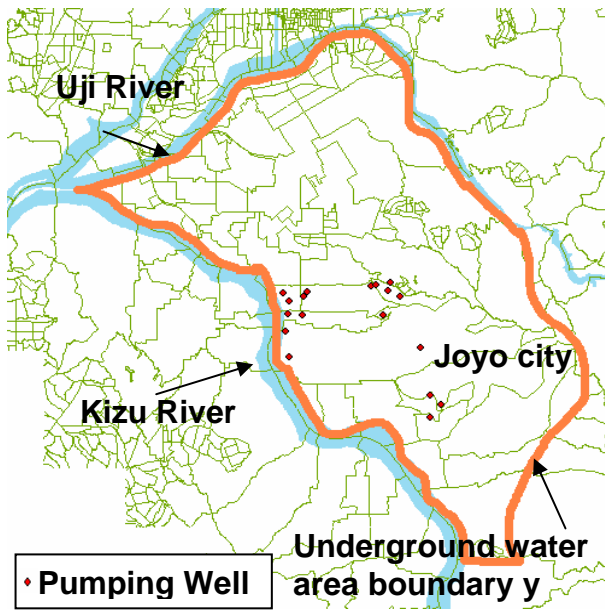 Uji River
Joyo city
Kizu River
Underground water
area boundary y
Pumping Well